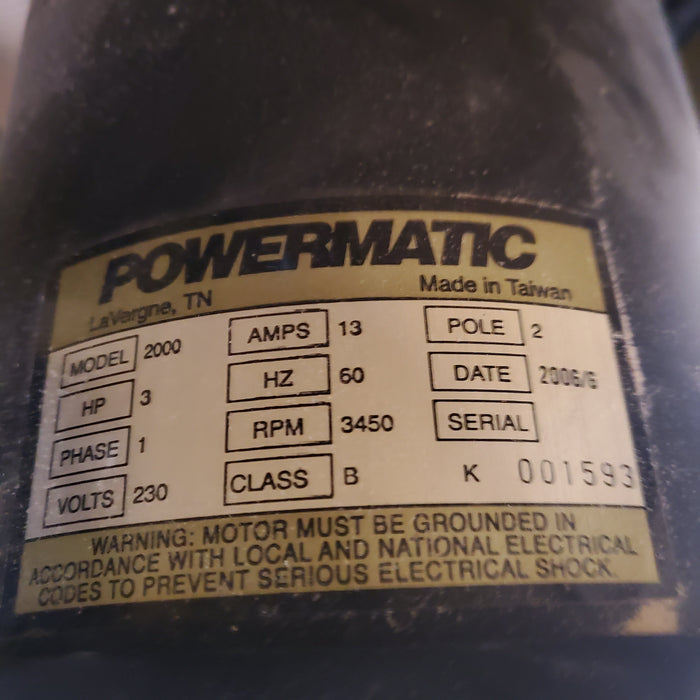 POWERMATIC
LaVergne, TN Made in Taiwan
MODEL 2000 AMPS 13 POLE 2
HP 3 HZ 60 DATE 2006/6
PHASE 1 RPM 3450 SERIAL
VOLTS 230 CLASS B K 001593
WARNING: MOTOR MUST BE GROUNDED IN
ACCORDANCE WITH LOCAL AND NATIONAL ELECTRICAL
CODES TO PREVENT SERIOUS ELECTRICAL SHOCK.